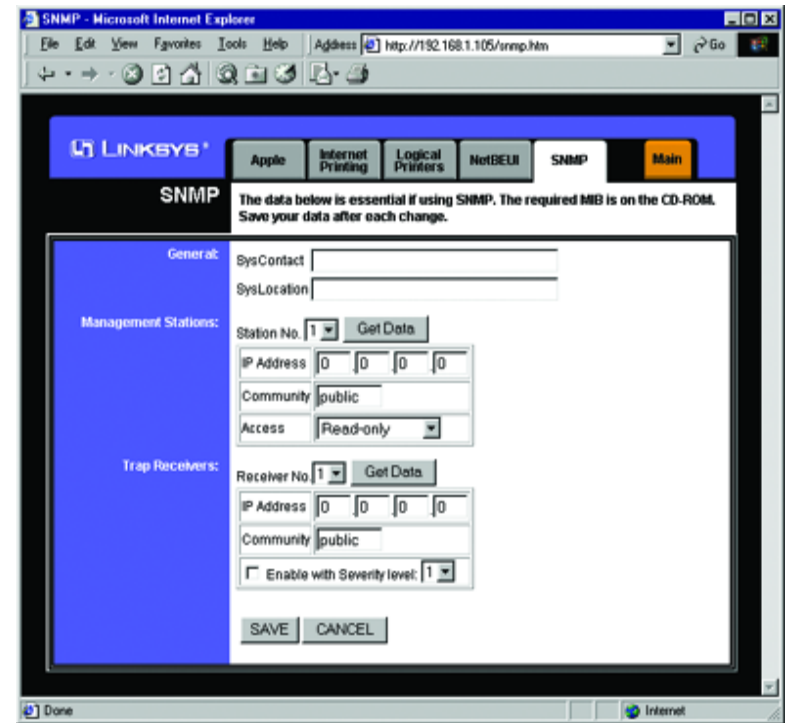 SNMP - Microsoft Internet Explorer
File Edit View Favorites Tools Help Address http://192.168.1.105/snmp.htm Go
LINKSYS®
Apple Internet Printing Logical Printers NetBEUI SNMP Main
SNMP
The data below is essential if using SNMP. The required MIB is on the CD-ROM.
Save your data after each change.
General:
SysContact
SysLocation
Management Stations:
Station No. 1 Get Data
IP Address 0 .0 .0 .0
Community public
Access Read-only
Trap Receivers:
Receiver No. 1 Get Data
IP Address 0 .0 .0 .0
Community public
Enable with Severity level: 1
SAVE CANCEL
Done Internet